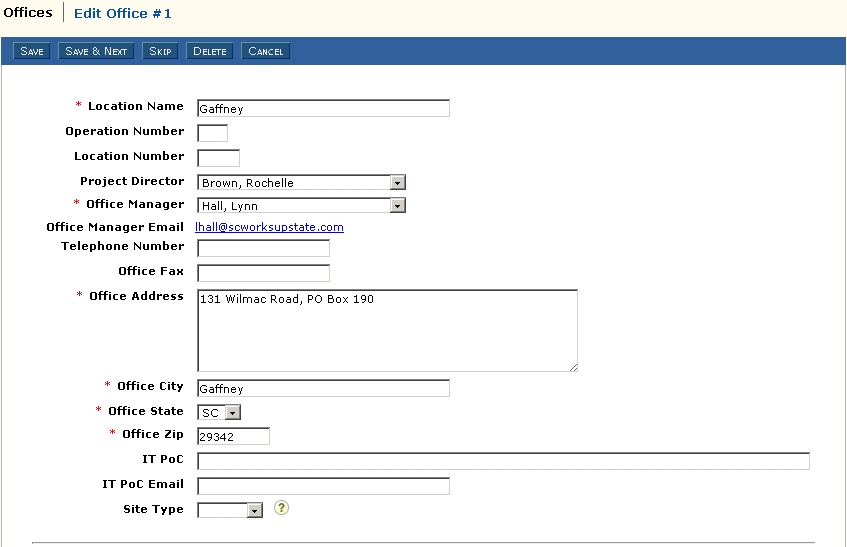 Offices | Edit Office #1
SAVE SAVE & NEXT SKIP DELETE CANCEL
* Location Name Gaffney
Operation Number
Location Number
Project Director Brown, Rochelle
* Office Manager Hall, Lynn
Office Manager Email lhall@scworksupstate.com
Telephone Number
Office Fax
* Office Address 131 Wilmac Road, PO Box 190
* Office City Gaffney
* Office State SC
* Office Zip 29342
IT PoC
IT PoC Email
Site Type ?